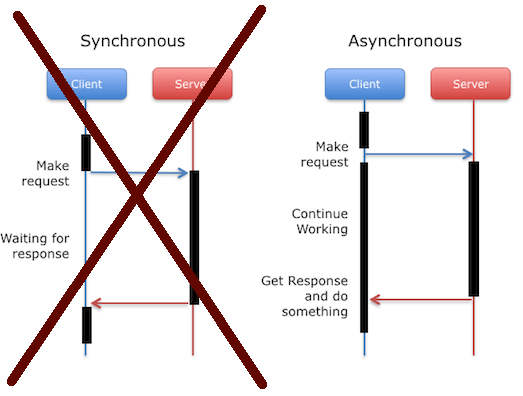 Synchronous
Client
Server
Make
request
Waiting for
response
Asynchronous
Client
Server
Make
request
Continue
Working
Get Response
and do
something